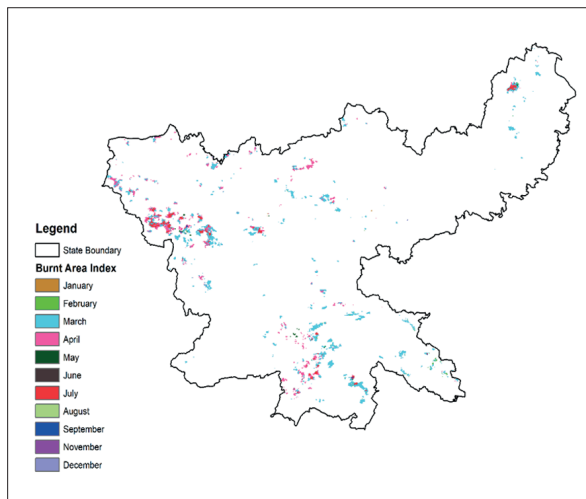 Legend
State Boundary
Burnt Area Index
January
February
March
April
May
June
July
August
September
November
December